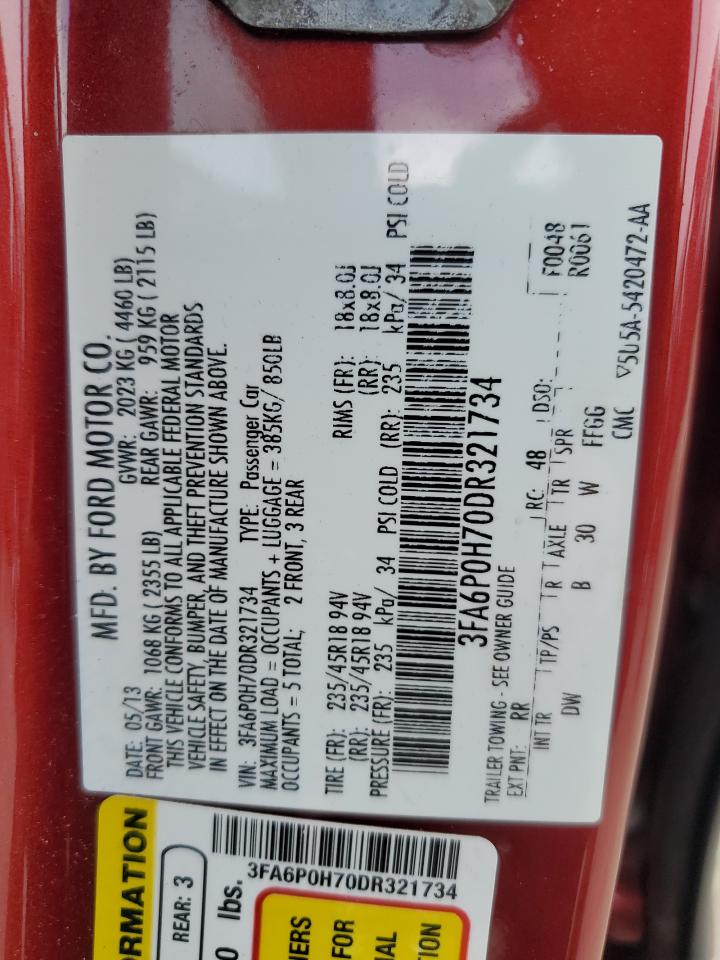 MFD. BY FORD MOTOR CO.
DATE: 05/13 GVWR: 2023 KG ( 4460 LB)
FRONT GAWR: 1068 KG ( 2355 LB) REAR GAWR: 959 KG ( 2115 LB)
THIS VEHICLE CONFORMS TO ALL APPLICABLE FEDERAL MOTOR
VEHICLE SAFETY, BUMPER, AND THEFT PREVENTION STANDARDS
IN EFFECT ON THE DATE OF MANUFACTURE SHOWN ABOVE.
VIN: 3FA6P0H70DR321734 TYPE: Passenger Car
MAXIMUM LOAD = OCCUPANTS + LUGGAGE = 385KG/ 850LB
OCCUPANTS = 5 TOTAL; 2 FRONT, 3 REAR
TIRE (FR): 235/45R18 94V RIMS (FR): 18x8.0J
(RR): 235/45R18 94V (RR): 18x8.0J
PRESSURE (FR): 235 kPa/ 34 PSI COLD (RR): 235 kPa/ 34 PSI COLD
3FA6P0H70DR321734
TRAILER TOWING - SEE OWNER GUIDE
EXT PNT: RR RC: 48 DSO: F0048
INT TR TP/PS R AXLE TR SPR R0061
DW B 30 W FFGG
CMC ▽5U5A-5420472-AA
RMATION
REAR: 3
0 lbs.
3FA6P0H70DR321734
IERS
FOR
AL
ION